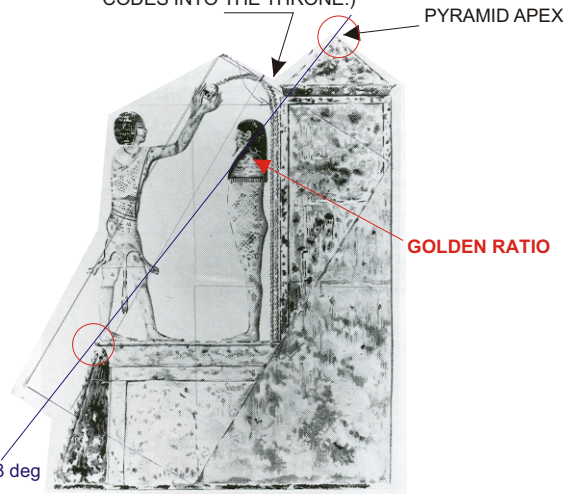 CODES INTO THE THRONE.)
PYRAMID APEX
GOLDEN RATIO
deg